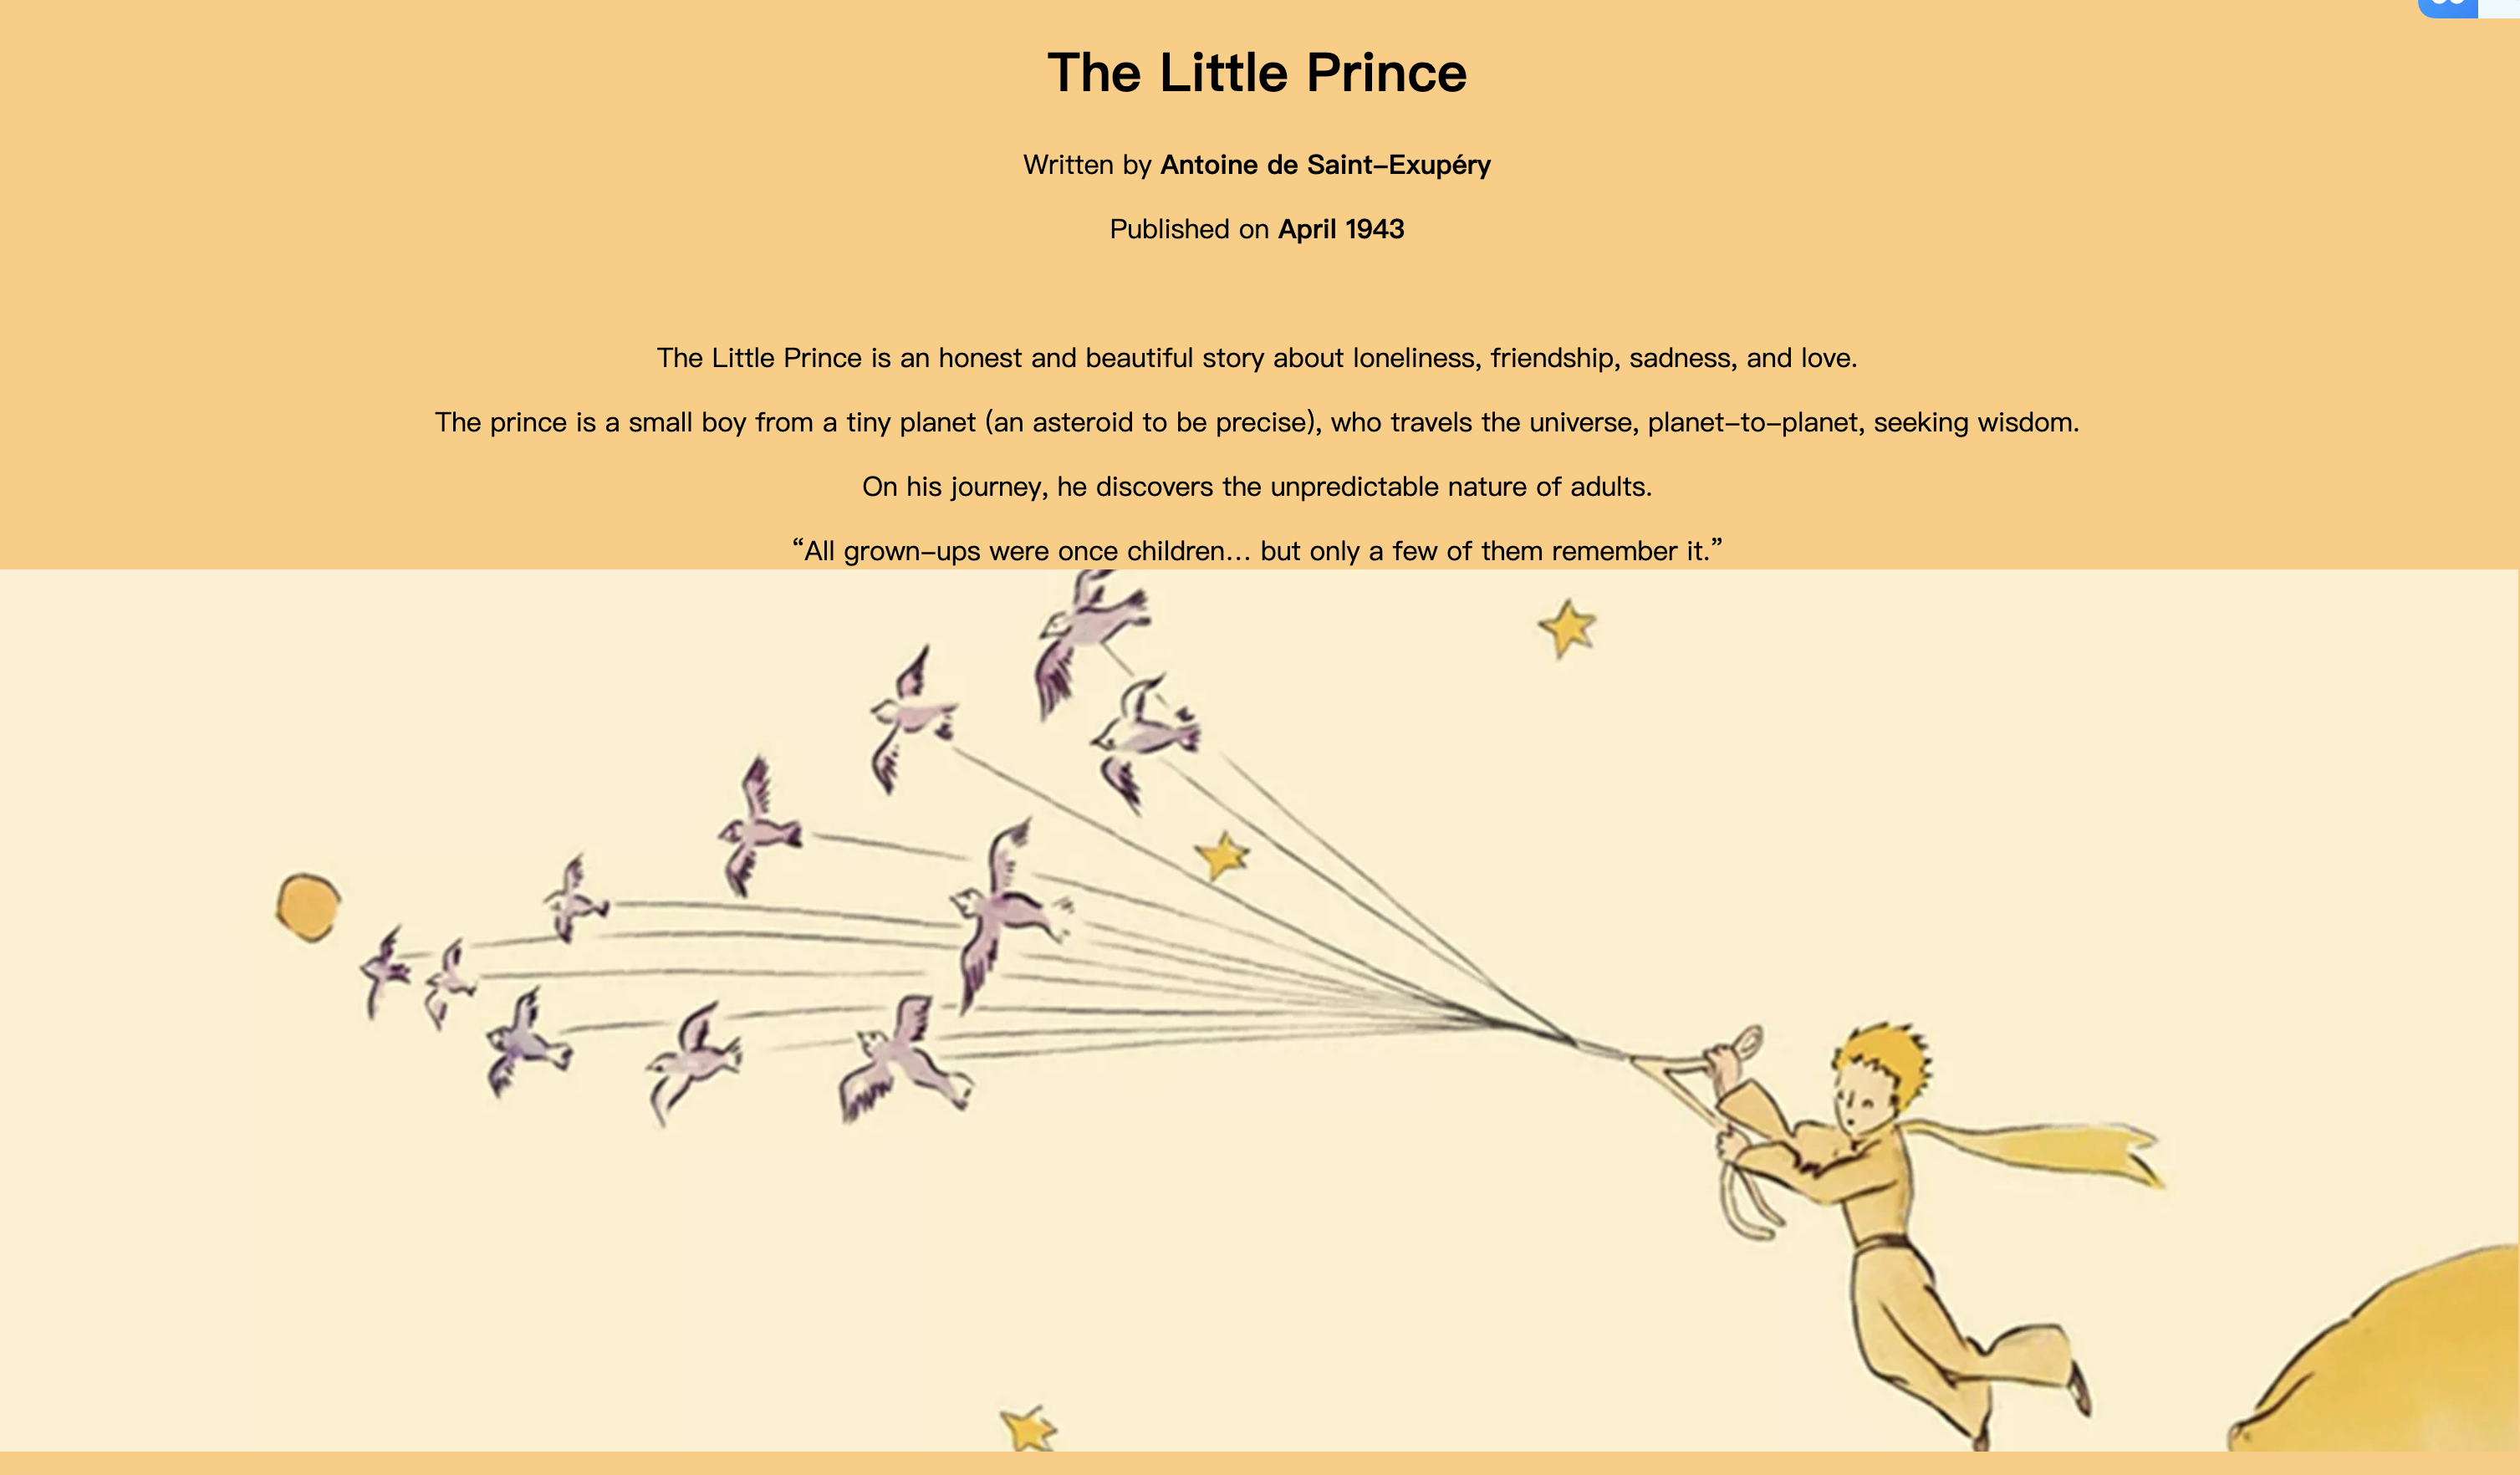 The Little Prince
Written by Antoine de Saint-Exupéry
Published on April 1943
The Little Prince is an honest and beautiful story about loneliness, friendship, sadness, and love.
The prince is a small boy from a tiny planet (an asteroid to be precise), who travels the universe, planet-to-planet, seeking wisdom.
On his journey, he discovers the unpredictable nature of adults.
“All grown-ups were once children... but only a few of them remember it.”